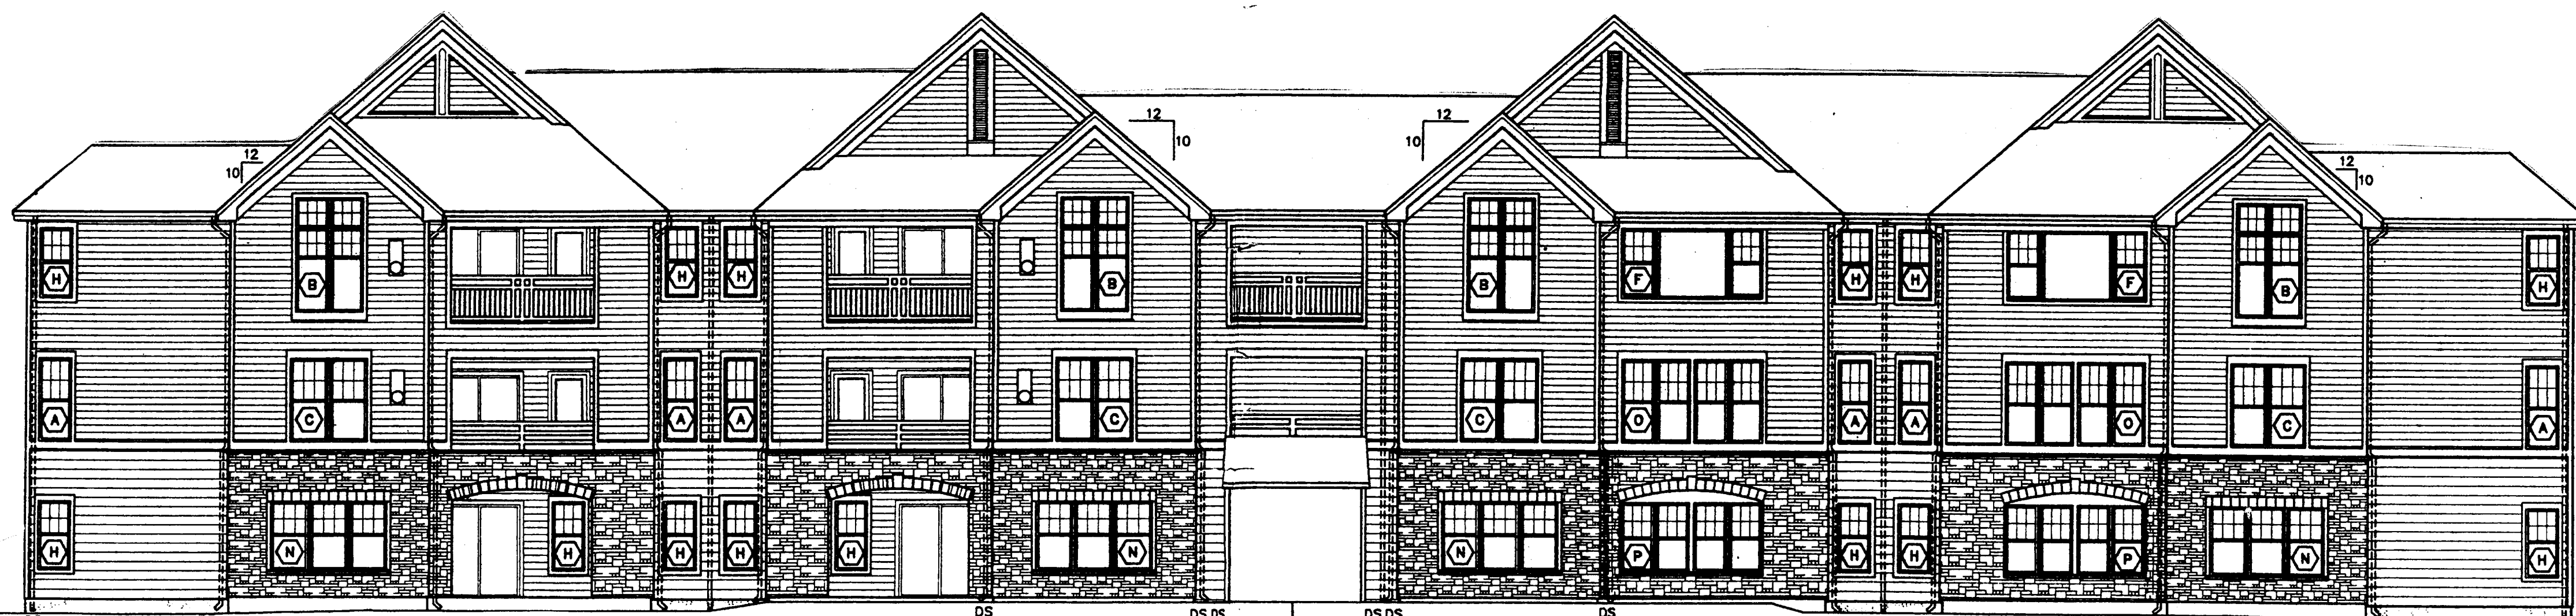 12 10
12 10
12 10
12 10
H B H H B B F H H F B H
A C A A C C O A A O C A
H N H H H H N N P H H P N H
DS DS DS DS DS DS